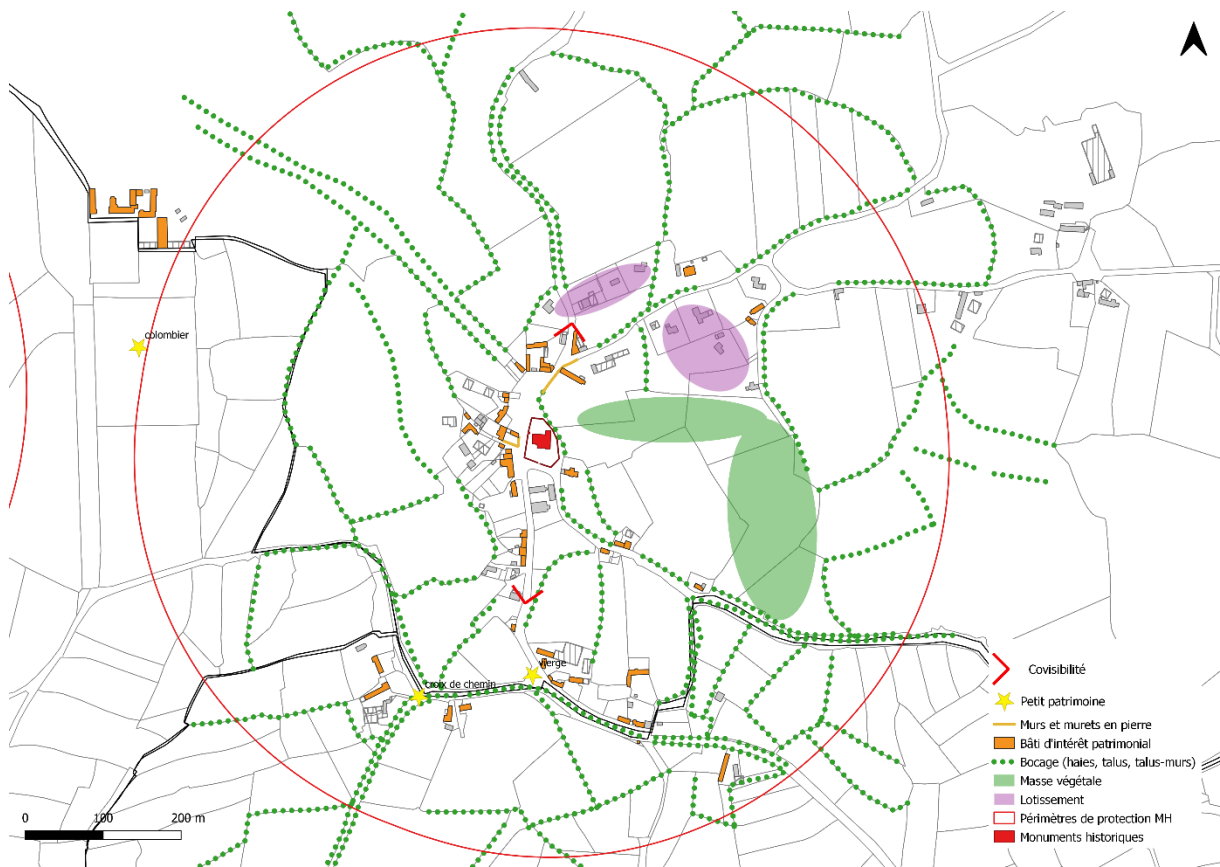 colombier
vierge
croix de chemin
Covisibilité
Petit patrimoine
Murs et murets en pierre
Bâti d'intérêt patrimonial
Bocage (haies, talus, talus-murs)
Masse végétale
Lotissement
Périmètres de protection MH
Monuments historiques
0 100 200 m